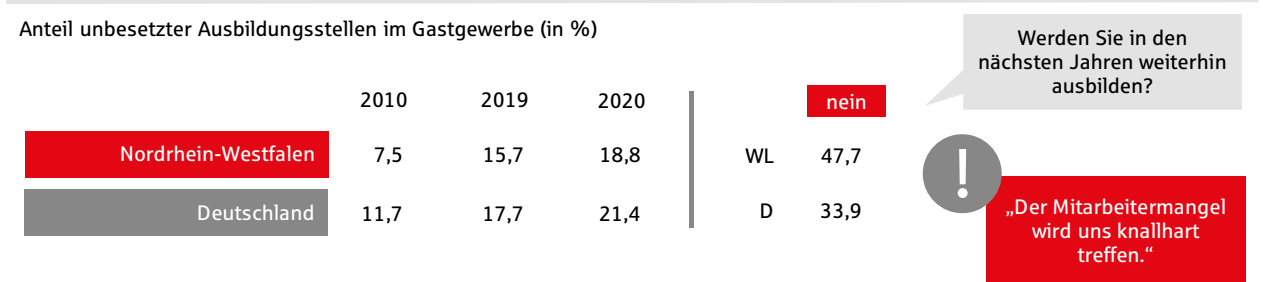 Anteil unbesetzter Ausbildungsstellen im Gastgewerbe (in %)
Werden Sie in den
nächsten Jahren weiterhin
ausbilden?
2010 2019 2020 nein
Nordrhein-Westfalen 7,5 15,7 18,8 WL 47,7
Deutschland 11,7 17,7 21,4 D 33,9
!
„Der Mitarbeitermangel
wird uns knallhart
treffen.“